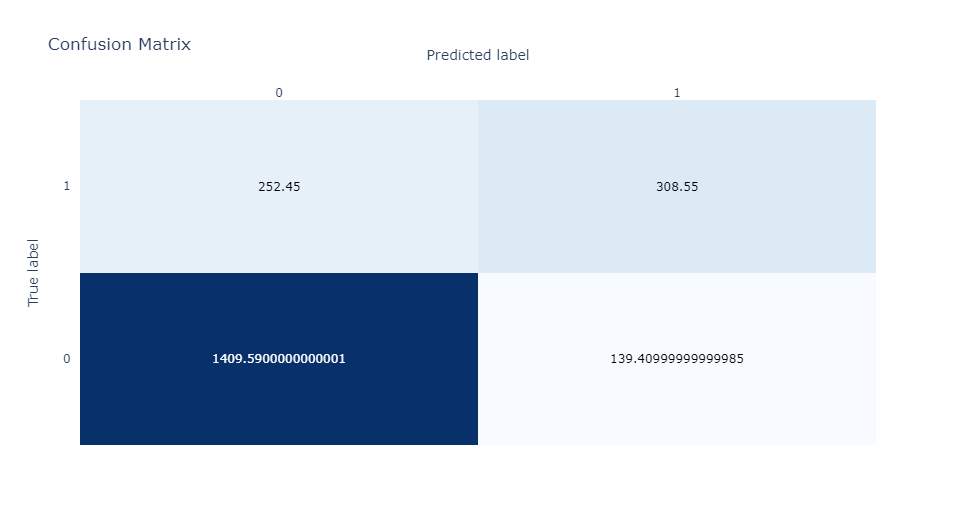 Confusion Matrix
Predicted label
0 1
1 252.45 308.55
True label
0 1409.5900000000001 139.40999999999985